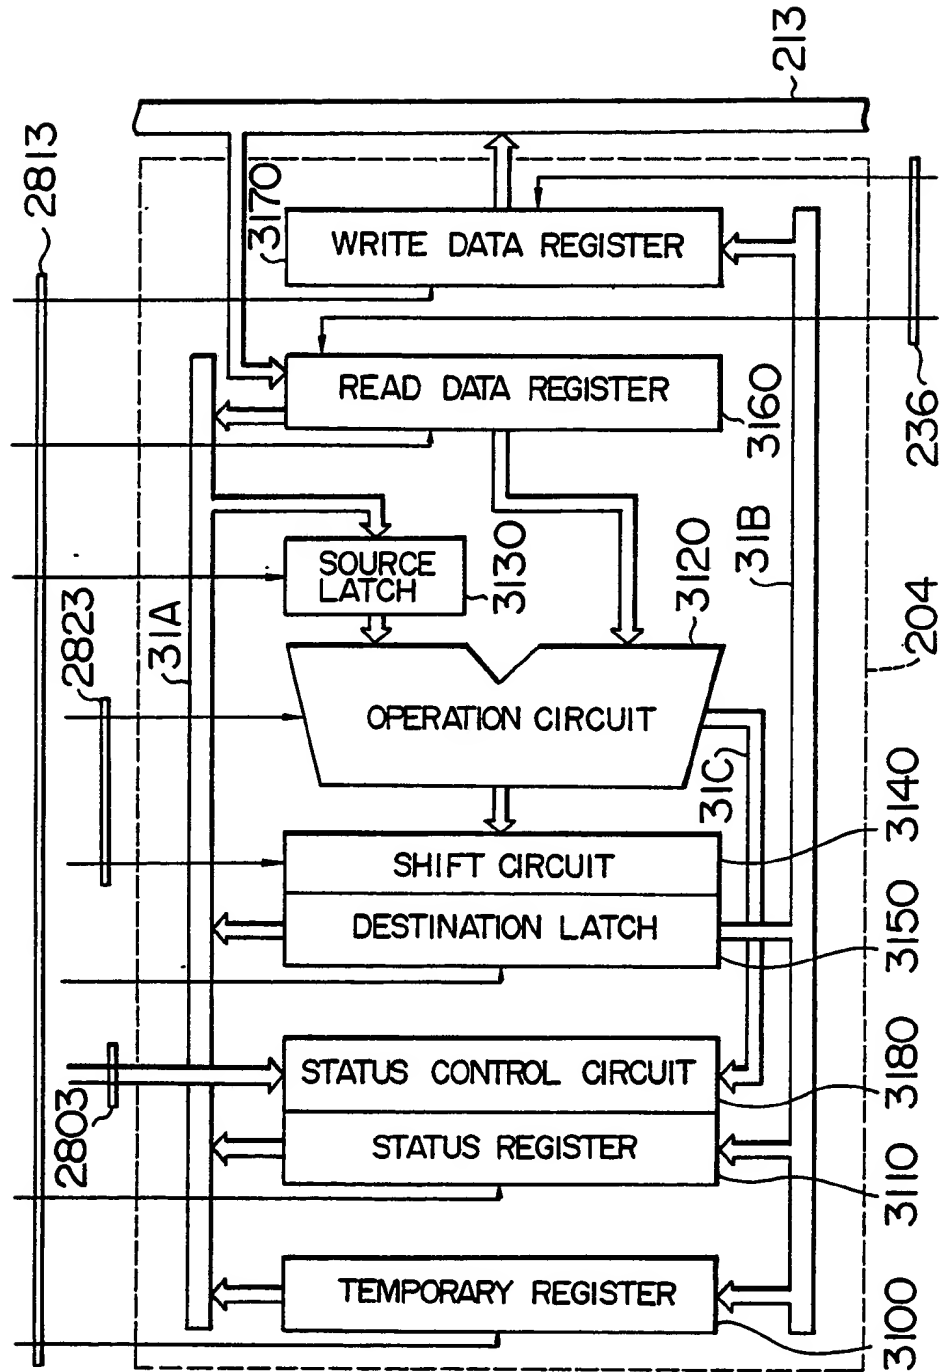 213
2813
3170
WRITE DATA REGISTER
READ DATA REGISTER
3160
236
SOURCE
LATCH
3130
31B
2823
31A
3120
204
OPERATION CIRCUIT
31C
SHIFT CIRCUIT
3140
DESTINATION LATCH
3150
2803
STATUS CONTROL CIRCUIT
3180
STATUS REGISTER
3110
TEMPORARY REGISTER
3100